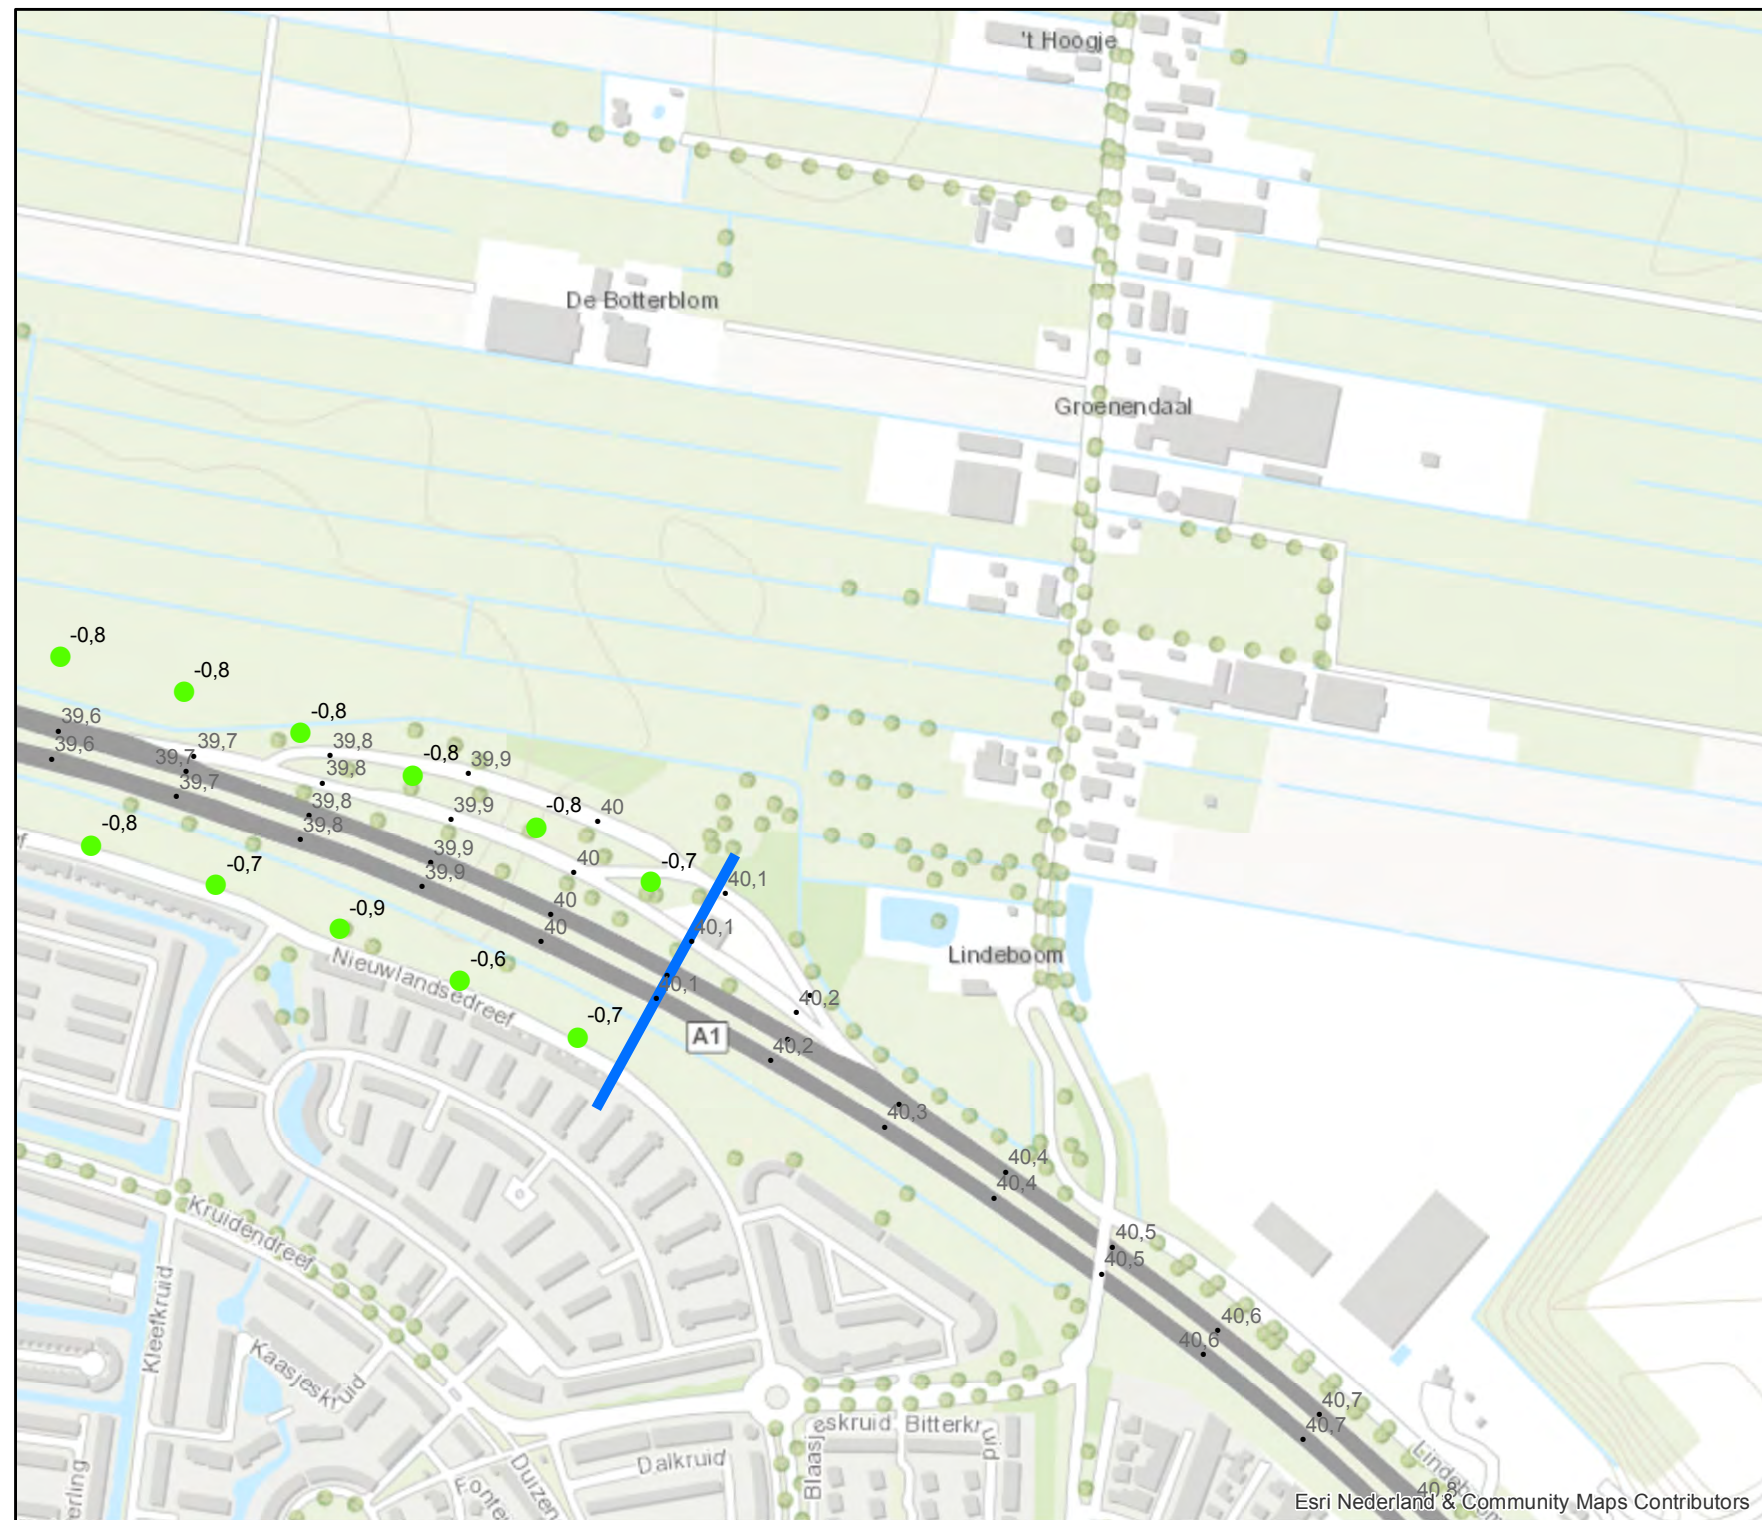 't Hoogje
De Botterblom
Groenendaal
-0,8
-0,8
-0,8
39,6
39,6
39,7
39,7
39,7
39,8
39,8
39,8
39,8
-0,8
39,9
39,9
39,9
39,9
-0,8
40
40
40
40
-0,8
-0,7
-0,9
-0,6
-0,7
-0,7
40,1
40,1
40,1
Lindeboom
Nieuwlandsedreef
A1
40,2
40,2
40,3
40,4
40,4
40,5
40,5
40,6
40,6
40,7
40,7
40,8
Kruidendreef
Kleefkruid
Kaasjeskruid
Dalkruid
eskruid
Bitterkruid
Blaasj
Duizen
erling
Esri Nederland & Community Maps Contributors